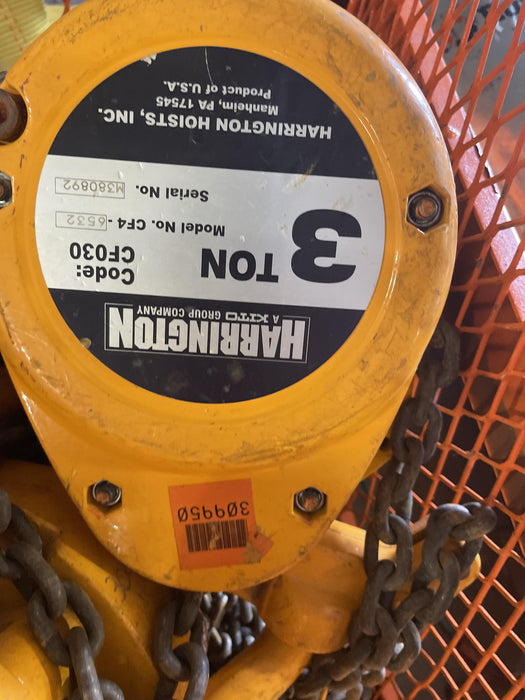 HARRINGTON
A KITO GROUP COMPANY
3 TON
Code:
CF030
Model No. CF4- 6532
Serial No. M380892
HARRINGTON HOISTS, INC.
Manheim, PA 17545
Product of U.S.A.
309950